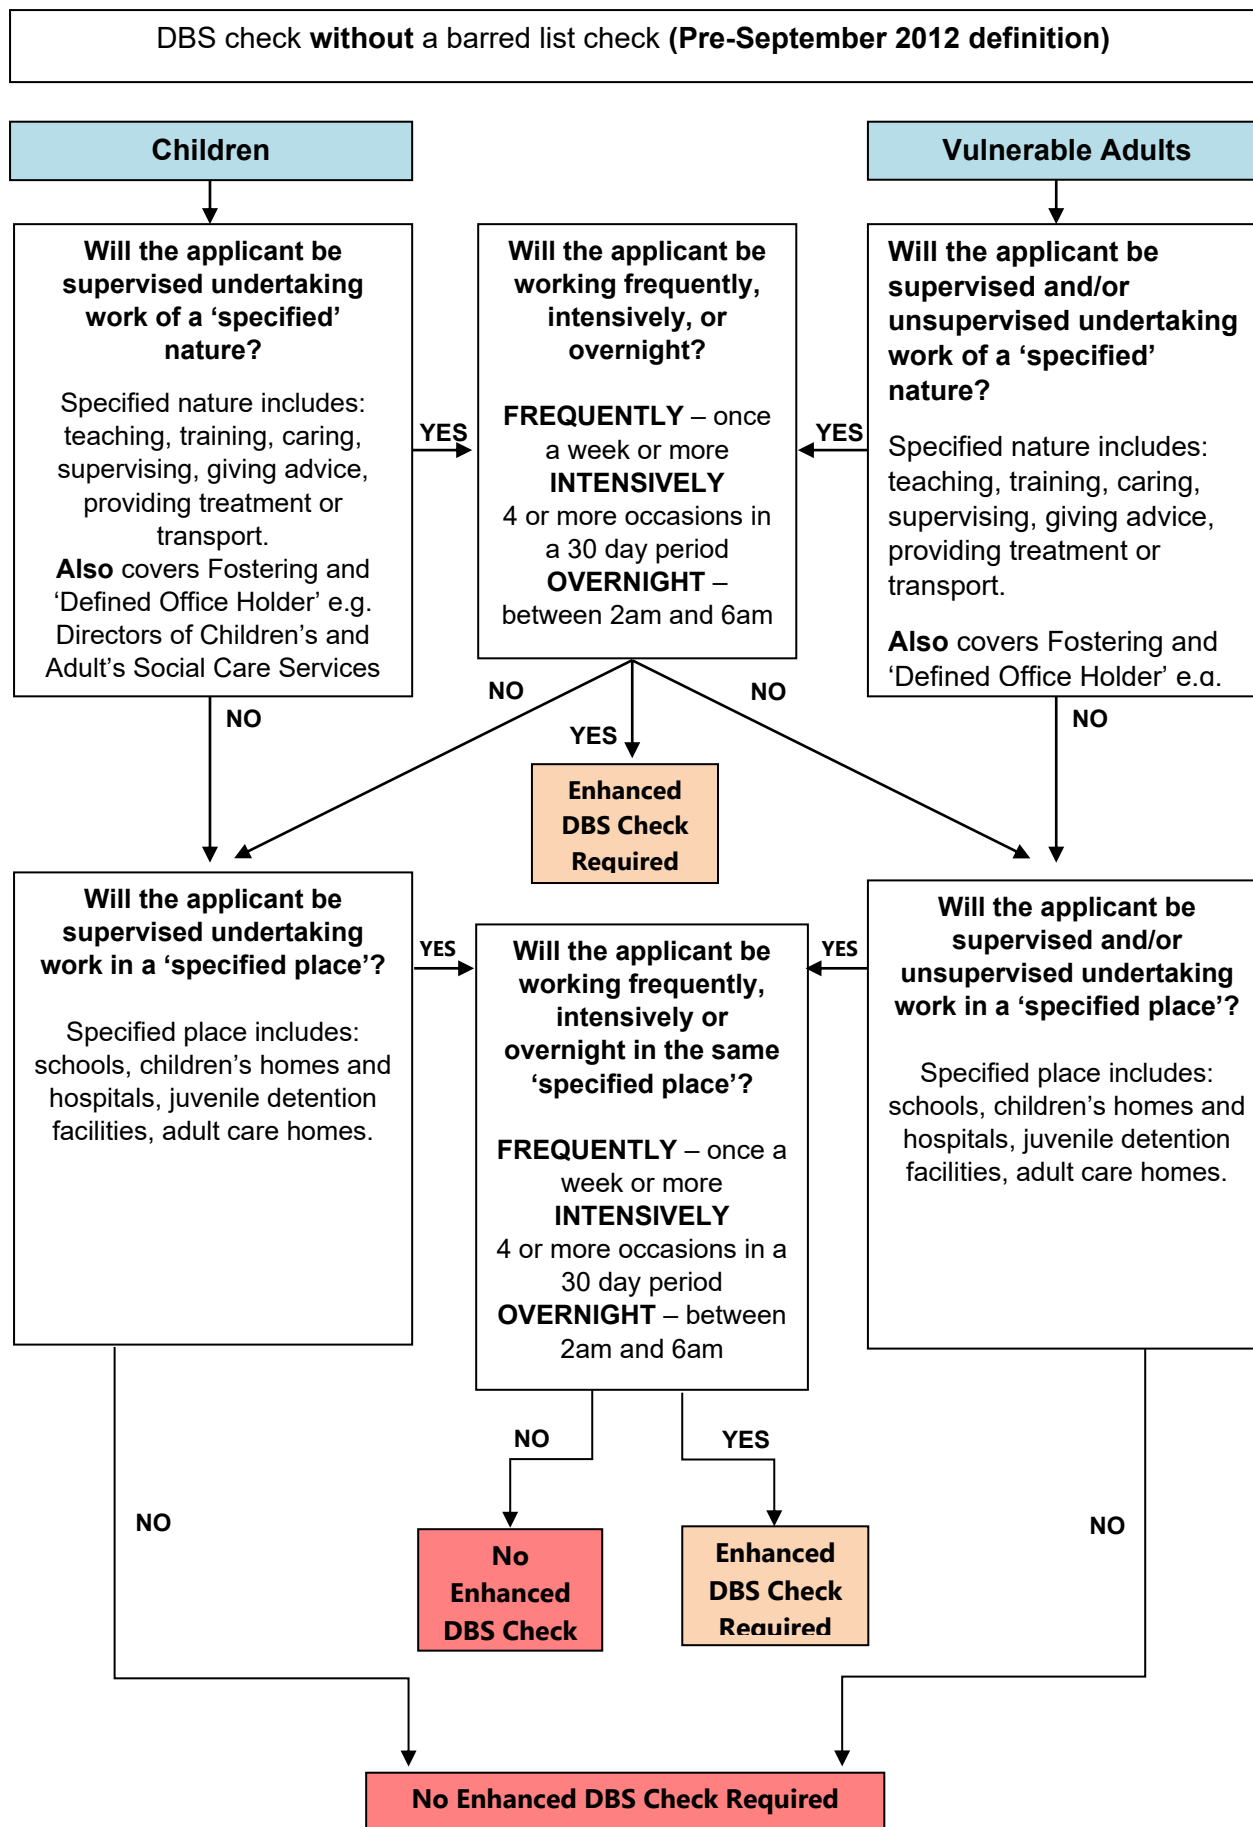 DBS check without a barred list check (Pre-September 2012 definition)
Children
Vulnerable Adults
Will the applicant be
supervised undertaking
work of a ‘specified’
nature?
Specified nature includes:
teaching, training, caring,
supervising, giving advice,
providing treatment or
transport.
Also covers Fostering and
‘Defined Office Holder’ e.g.
Directors of Children’s and
Adult’s Social Care Services
YES
Will the applicant be
working frequently,
intensively, or
overnight?
FREQUENTLY – once
a week or more
INTENSIVELY
4 or more occasions in
a 30 day period
OVERNIGHT –
between 2am and 6am
YES
Will the applicant be
supervised and/or
unsupervised undertaking
work of a ‘specified’
nature?
Specified nature includes:
teaching, training, caring,
supervising, giving advice,
providing treatment or
transport.
Also covers Fostering and
‘Defined Office Holder’ e.g.
NO
NO
YES
NO
NO
Enhanced
DBS Check
Required
Will the applicant be
supervised undertaking
work in a ‘specified place’?
Specified place includes:
schools, children’s homes and
hospitals, juvenile detention
facilities, adult care homes.
YES
Will the applicant be
working frequently,
intensively or
overnight in the same
‘specified place’?
FREQUENTLY – once a
week or more
INTENSIVELY
4 or more occasions in a
30 day period
OVERNIGHT – between
2am and 6am
YES
Will the applicant be
supervised and/or
unsupervised undertaking
work in a ‘specified place’?
Specified place includes:
schools, children’s homes and
hospitals, juvenile detention
facilities, adult care homes.
NO
YES
NO
NO
No
Enhanced
DBS Check
Enhanced
DBS Check
Required
No Enhanced DBS Check Required